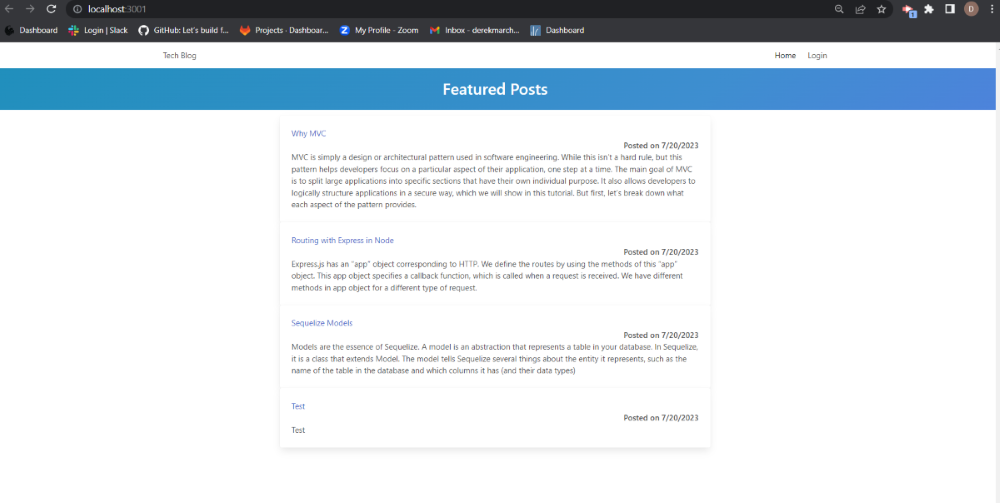 localhost:3001
D
Dashboard Login | Slack GitHub: Let's build f... Projects · Dashboar... My Profile - Zoom Inbox - derekmarch... Dashboard
Tech Blog Home Login
Featured Posts
Why MVC
Posted on 7/20/2023
MVC is simply a design or architectural pattern used in software engineering. While this isn't a hard rule, but this
pattern helps developers focus on a particular aspect of their application, one step at a time. The main goal of MVC
is to split large applications into specific sections that have their own individual purpose. It also allows developers to
logically structure applications in a secure way, which we will show in this tutorial. But first, let's break down what
each aspect of the pattern provides.
Routing with Express in Node
Posted on 7/20/2023
Express.js has an "app" object corresponding to HTTP. We define the routes by using the methods of this "app"
object. This app object specifies a callback function, which is called when a request is received. We have different
methods in app object for a different type of request.
Sequelize Models
Posted on 7/20/2023
Models are the essence of Sequelize. A model is an abstraction that represents a table in your database. In Sequelize,
it is a class that extends Model. The model tells Sequelize several things about the entity it represents, such as the
name of the table in the database and which columns it has (and their data types)
Test
Posted on 7/20/2023
Test